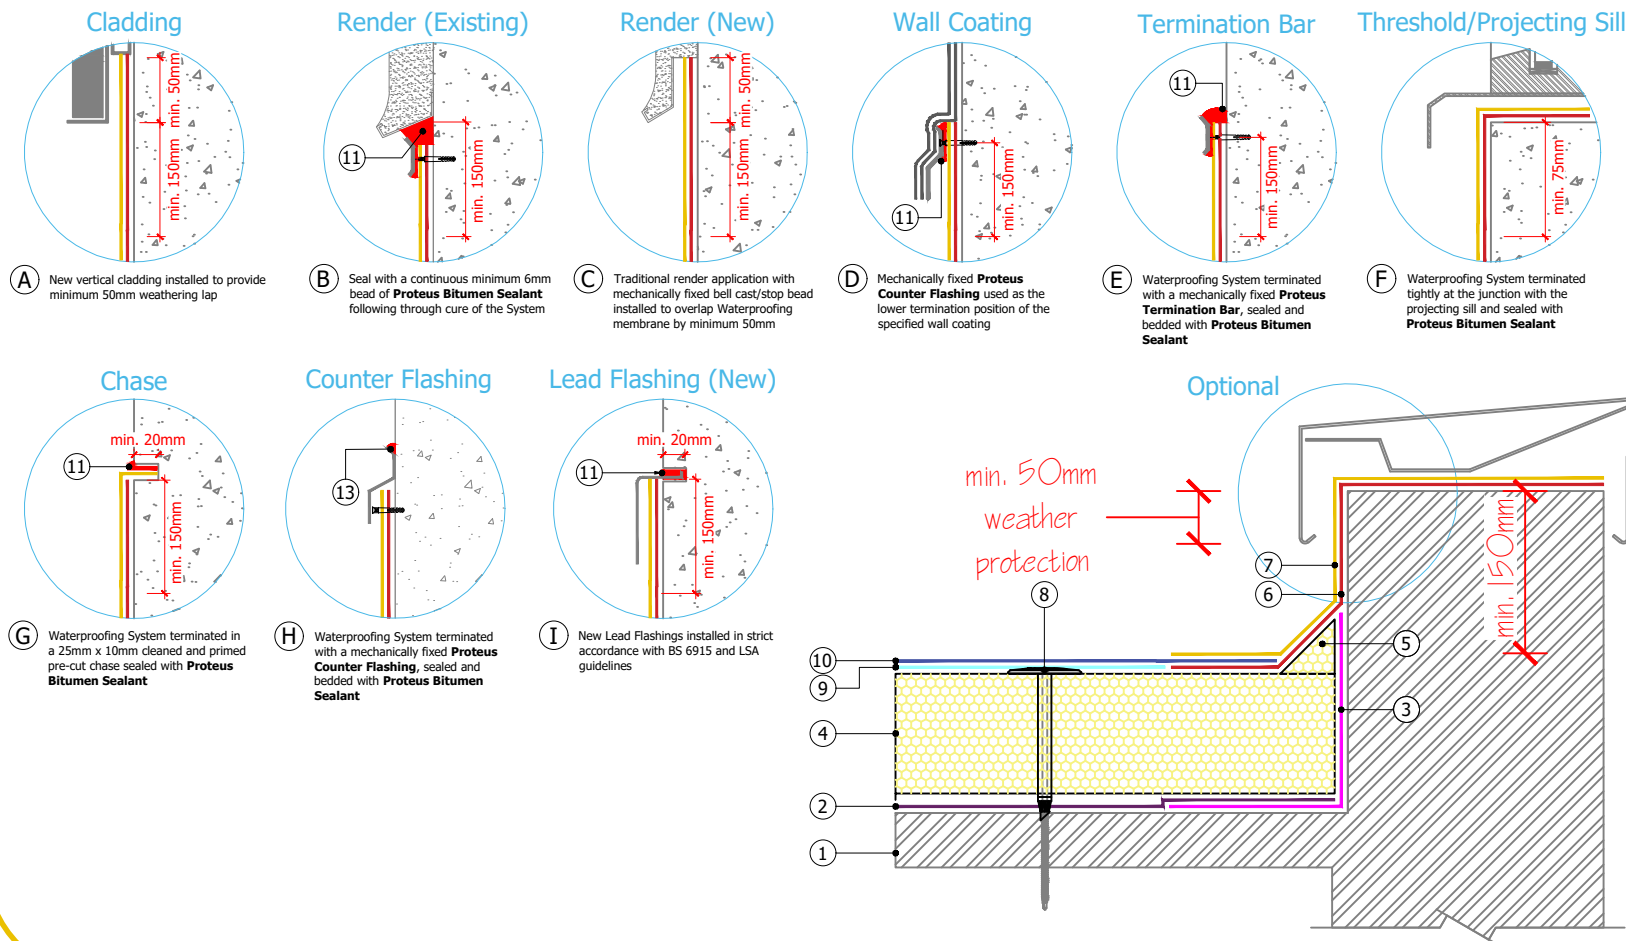 Cladding
min. 50mm
min. 150mm
A
New vertical cladding installed to provide
minimum 50mm weathering lap
Render (Existing)
11
min. 150mm
B
Seal with a continuous minimum 6mm
bead of Proteus Bitumen Sealant
following through cure of the System
Render (New)
min. 50mm
min. 150mm
C
Traditional render application with
mechanically fixed bell cast/stop bead
installed to overlap Waterproofing
membrane by minimum 50mm
Wall Coating
11
min. 150mm
D
Mechanically fixed Proteus
Counter Flashing used as the
lower termination position of the
specified wall coating
Termination Bar
11
min. 150mm
E
Waterproofing System terminated
with a mechanically fixed Proteus
Termination Bar, sealed and
bedded with Proteus Bitumen
Sealant
Threshold/Projecting Sill
min. 75mm
F
Waterproofing System terminated
tightly at the junction with the
projecting sill and sealed with
Proteus Bitumen Sealant
Chase
min. 20mm
11
min. 150mm
G
Waterproofing System terminated in
a 25mm x 10mm cleaned and primed
pre-cut chase sealed with Proteus
Bitumen Sealant
Counter Flashing
13
H
Waterproofing System terminated
with a mechanically fixed Proteus
Counter Flashing, sealed and
bedded with Proteus Bitumen
Sealant
Lead Flashing (New)
min. 20mm
11
min. 150mm
I
New Lead Flashings installed in strict
accordance with BS 6915 and LSA
guidelines
Optional
min. 50mm
weather
protection
min. 150mm
7
6
8
5
10
9
3
4
2
1